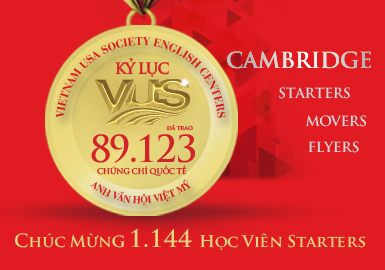 VIETNAM USA SOCIETY ENGLISH CENTERS
KỶ LỤC
VUS
ĐÃ TRAO
89.123
CHỨNG CHỈ QUỐC TẾ
ANH VĂN HỘI VIỆT MỸ
CAMBRIDGE
STARTERS
MOVERS
FLYERS
CHÚC MỪNG 1.144 HỌC VIÊN STARTERS